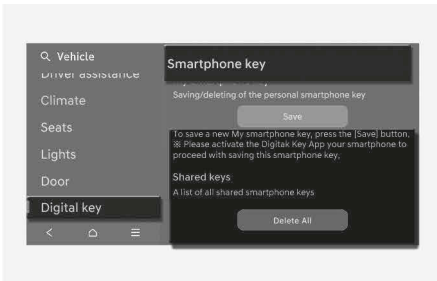 Vehicle
Driver assistance
Climate
Seats
Lights
Door
Digital key
Smartphone key
Saving/deleting of the personal smartphone key
Save
To save a new My smartphone key, press the [Save] button,
※ Please activate the Digitak Key App your smartphone to
proceed with saving this smartphone key,
Shared keys
A list of all shared smartphone keys
Delete All